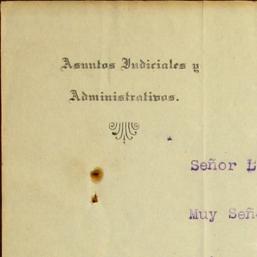 Asuntos Judiciales y
Administrativos.
Señor
Muy